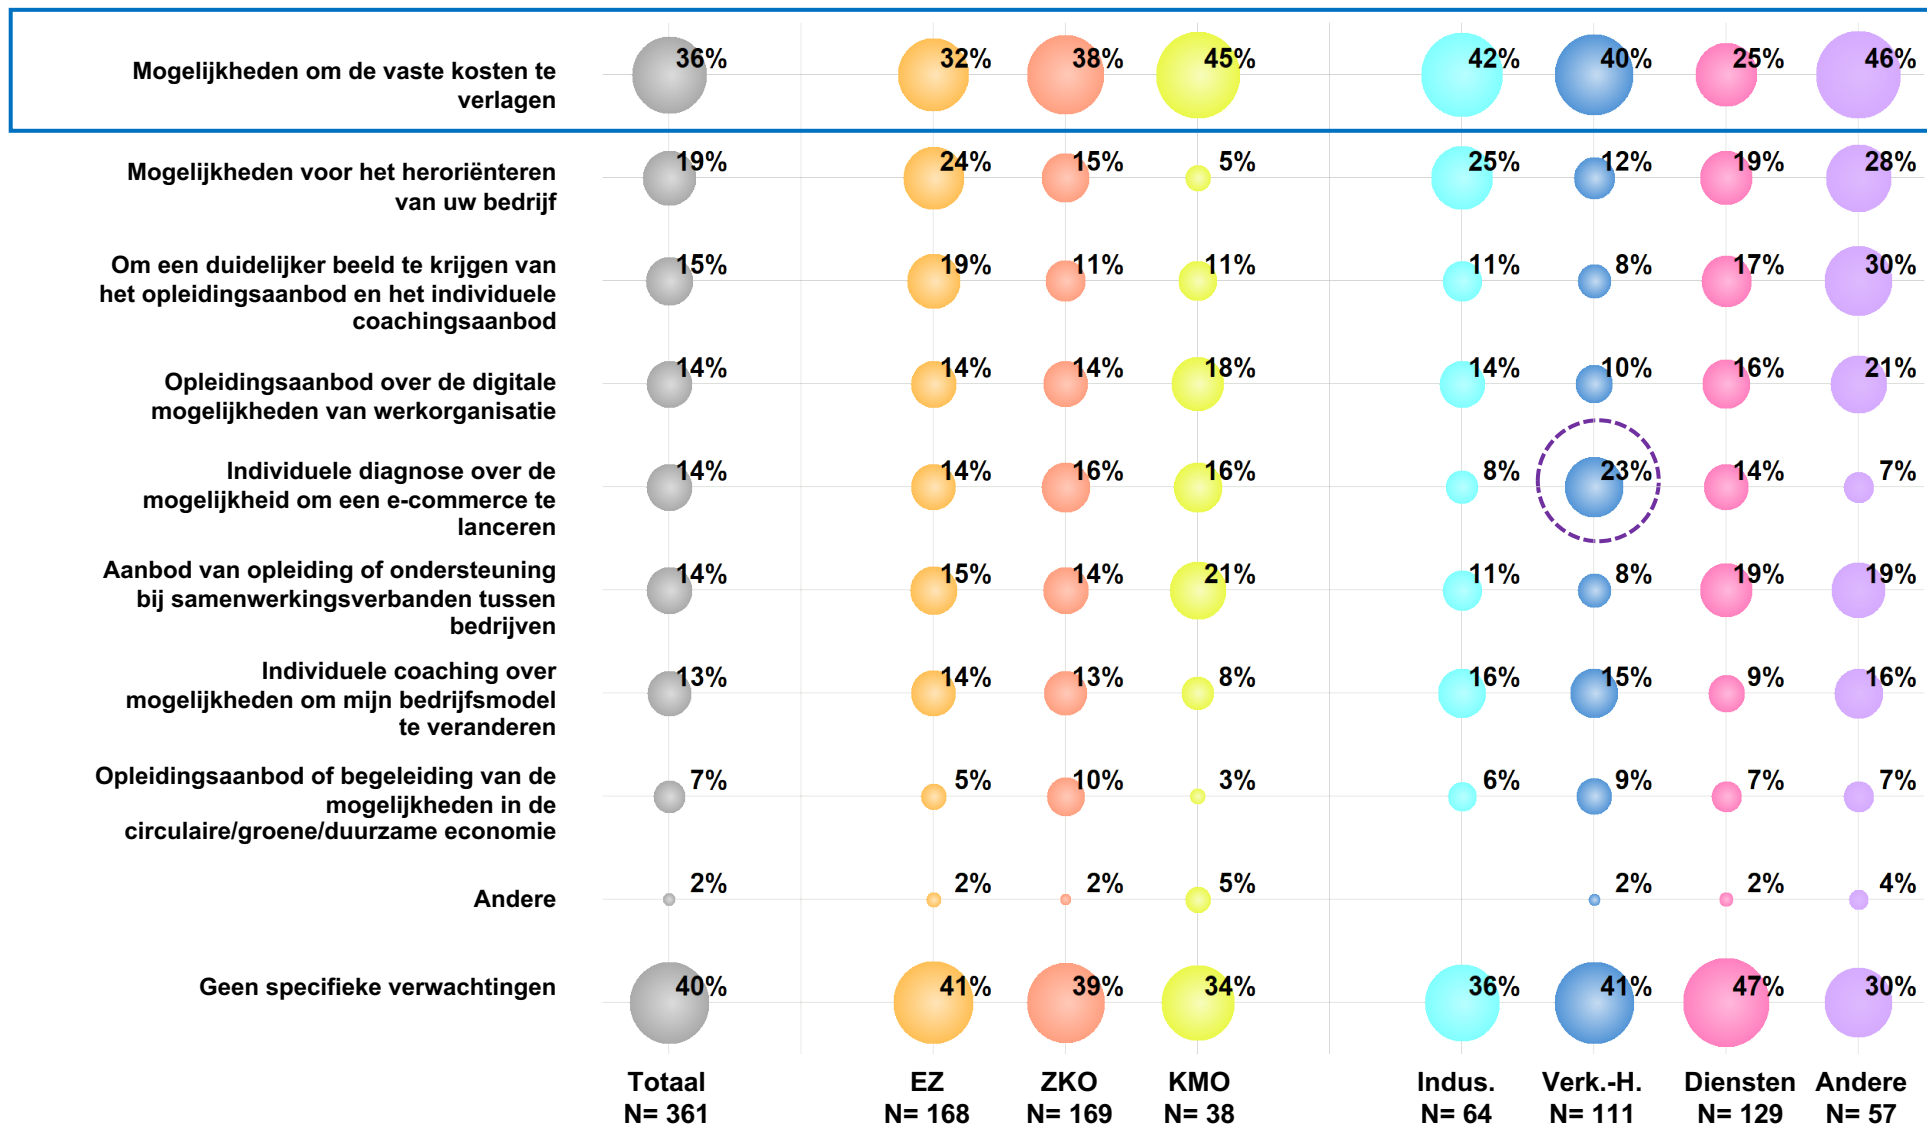 Mogelijkheden om de vaste kosten te
verlagen
36% 32% 38% 45% 42% 40% 25% 46%
Mogelijkheden voor het heroriënteren
van uw bedrijf
19% 24% 15% 5% 25% 12% 19% 28%
Om een duidelijker beeld te krijgen van
het opleidingsaanbod en het individuele
coachingsaanbod
15% 19% 11% 11% 11% 8% 17% 30%
Opleidingsaanbod over de digitale
mogelijkheden van werkorganisatie
14% 14% 14% 18% 14% 10% 16% 21%
Individuele diagnose over de
mogelijkheid om een e-commerce te
lanceren
14% 14% 16% 16% 8% 23% 14% 7%
Aanbod van opleiding of ondersteuning
bij samenwerkingsverbanden tussen
bedrijven
14% 15% 14% 21% 11% 8% 19% 19%
Individuele coaching over
mogelijkheden om mijn bedrijfsmodel
te veranderen
13% 14% 13% 8% 16% 15% 9% 16%
Opleidingsaanbod of begeleiding van de
mogelijkheden in de
circulaire/groene/duurzame economie
7% 5% 10% 3% 6% 9% 7% 7%
Andere
2% 2% 2% 5% 2% 2% 4%
Geen specifieke verwachtingen
40% 41% 39% 34% 36% 41% 47% 30%
Totaal EZ ZKO KMO Indus. Verk.-H. Diensten Andere
N= 361 N= 168 N= 169 N= 38 N= 64 N= 111 N= 129 N= 57